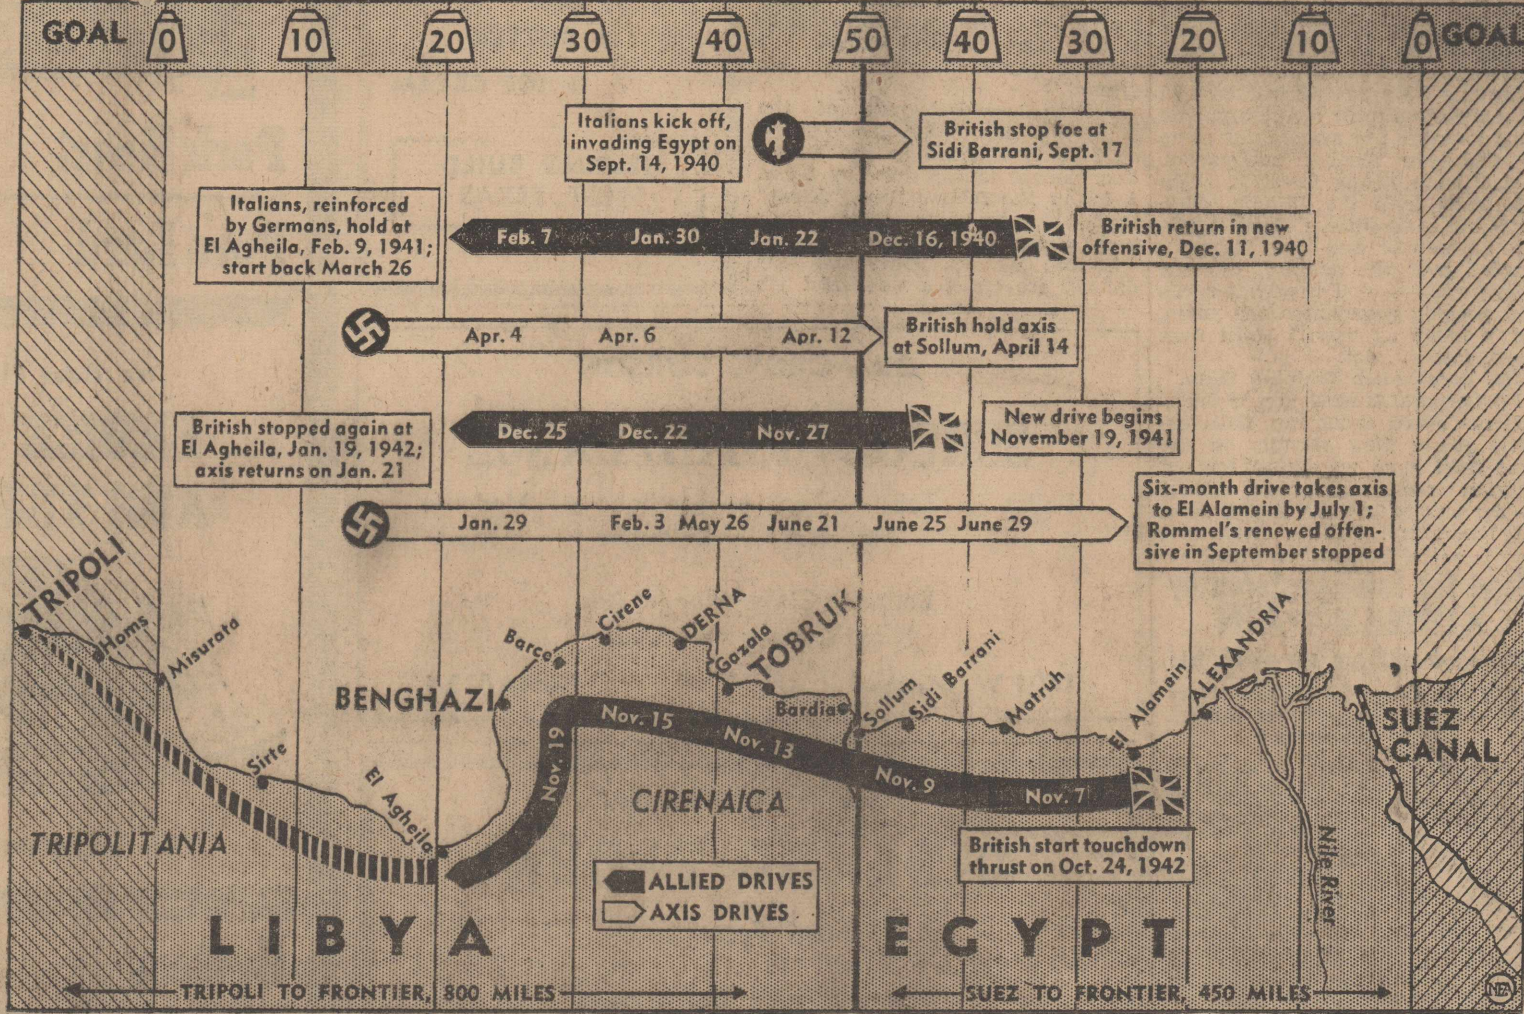 GOAL 0 10 20 30 40 50 40 30 20 10 0 GOAL
Italians kick off,
invading Egypt on
Sept. 14, 1940
British stop foe at
Sidi Barrani, Sept. 17
Italians, reinforced
by Germans, hold at
El Agheila, Feb. 9, 1941;
start back March 26
Feb. 7 Jan. 30 Jan. 22 Dec. 16, 1940
British return in new
offensive, Dec. 11, 1940
Apr. 4 Apr. 6 Apr. 12
British hold axis
at Sollum, April 14
British stopped again at
El Agheila, Jan. 19, 1942;
axis returns on Jan. 21
Dec. 25 Dec. 22 Nov. 27
New drive begins
November 19, 1941
Jan. 29 Feb. 3 May 26 June 21 June 25 June 29
Six-month drive takes axis
to El Alamein by July 1;
Rommel's renewed offen-
sive in September stopped
TRIPOLI
Homs
Misurata
Sirte
El Agheila
BENGHAZI
Barce
Cirene
DERNA
Gazala
TOBRUK
Bardia
Sollum
Sidi Barrani
Matruh
El Alamein
ALEXANDRIA
SUEZ
CANAL
Nov. 19
Nov. 15
Nov. 13
Nov. 9
Nov. 7
TRIPOLITANIA
CIRENAICA
Nile River
British start touchdown
thrust on Oct. 24, 1942
ALLIED DRIVES
AXIS DRIVES
LIBYA
EGYPT
TRIPOLI TO FRONTIER, 800 MILES
SUEZ TO FRONTIER, 450 MILES
NEA